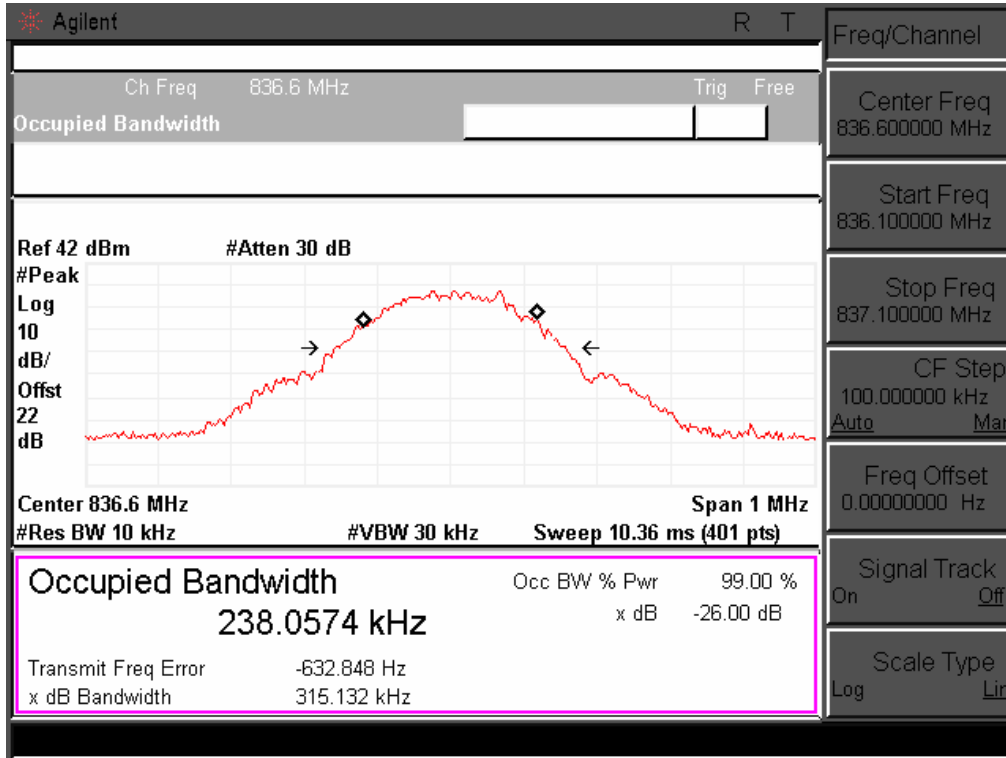 Agilent R T
Ch Freq 836.6 MHz Trig Free
Occupied Bandwidth
Ref 42 dBm #Atten 30 dB
#Peak
Log
10
dB/
Offst
22
dB
Center 836.6 MHz Span 1 MHz
#Res BW 10 kHz #VBW 30 kHz Sweep 10.36 ms (401 pts)
Occupied Bandwidth
238.0574 kHz
Occ BW % Pwr 99.00 %
x dB -26.00 dB
Transmit Freq Error -632.848 Hz
x dB Bandwidth 315.132 kHz
Freq/Channel
Center Freq
836.600000 MHz
Start Freq
836.100000 MHz
Stop Freq
837.100000 MHz
CF Step
100.000000 kHz
Auto Man
Freq Offset
0.00000000 Hz
Signal Track
On Off
Scale Type
Log Lin